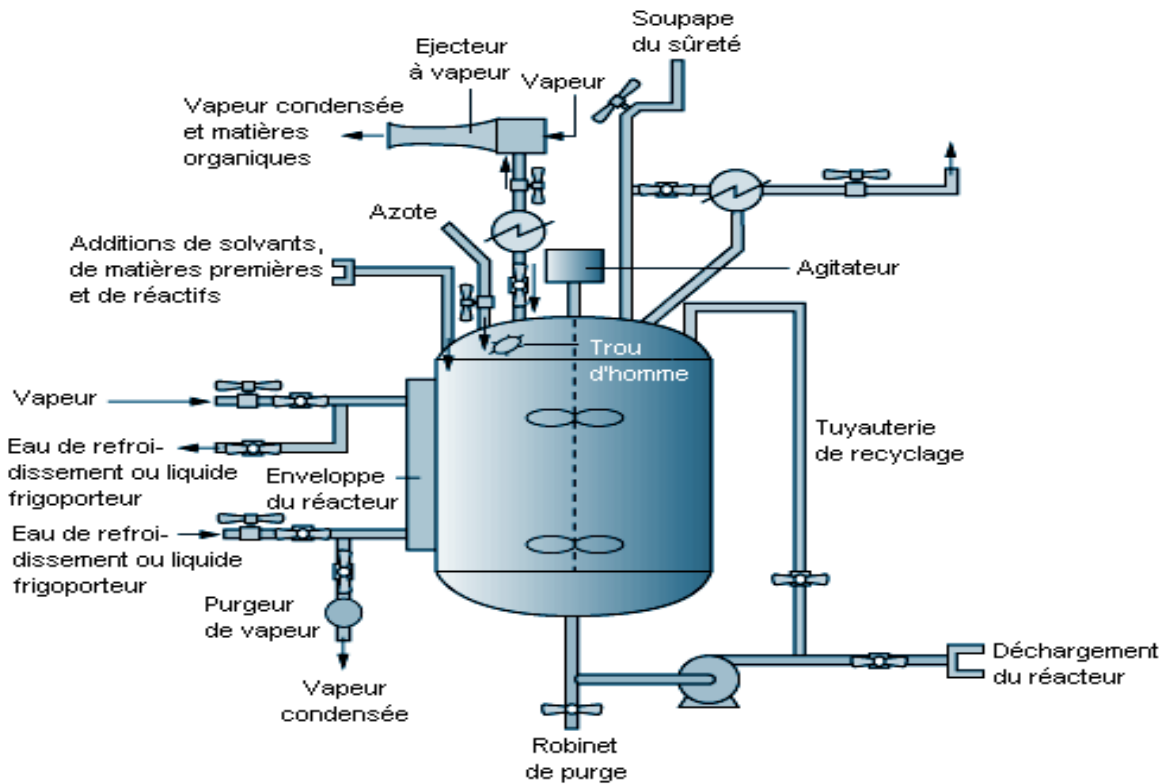 Soupape
du sûreté
Ejecteur
à vapeur
Vapeur
Vapeur condensée
et matières
organiques
Azote
Additions de solvants,
de matières premières
et de réactifs
Agitateur
Trou
d'homme
Vapeur
Eau de refroi-
dissement ou liquide
frigoporteur
Enveloppe
du réacteur
Tuyauterie
de recyclage
Eau de refroi-
dissement ou liquide
frigoporteur
Purgeur
de vapeur
Vapeur
condensée
Déchargement
du réacteur
Robinet
de purge